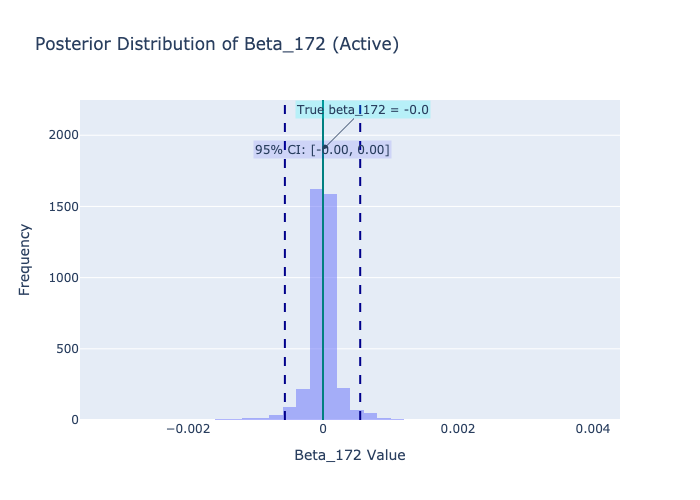 Posterior Distribution of Beta_172 (Active)
True beta_172 = -0.0
95% CI: [-0.00, 0.00]
2000
1500
1000
500
0
Frequency
−0.002
0
0.002
0.004
Beta_172 Value